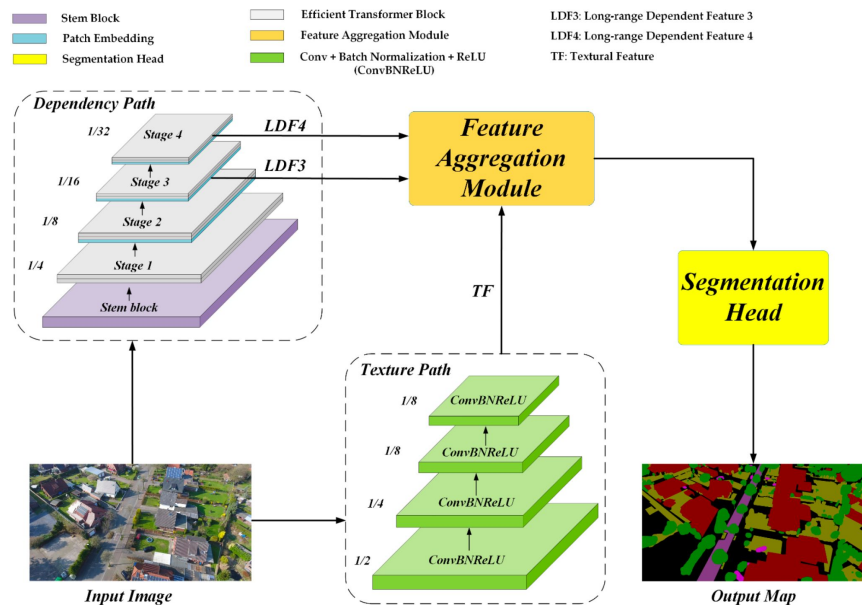 Stem Block
Patch Embedding
Segmentation Head
Efficient Transformer Block
Feature Aggregation Module
Conv + Batch Normalization + ReLU
(ConvBNReLU)
LDF3: Long-range Dependent Feature 3
LDF4: Long-range Dependent Feature 4
TF: Textural Feature
Dependency Path
1/32
Stage 4
1/16
Stage 3
1/8
Stage 2
1/4
Stage 1
Stem block
LDF4
LDF3
Feature
Aggregation
Module
TF
Segmentation
Head
Texture Path
1/8
ConvBNReLU
1/8
ConvBNReLU
1/4
ConvBNReLU
1/2
ConvBNReLU
Input Image
Output Map